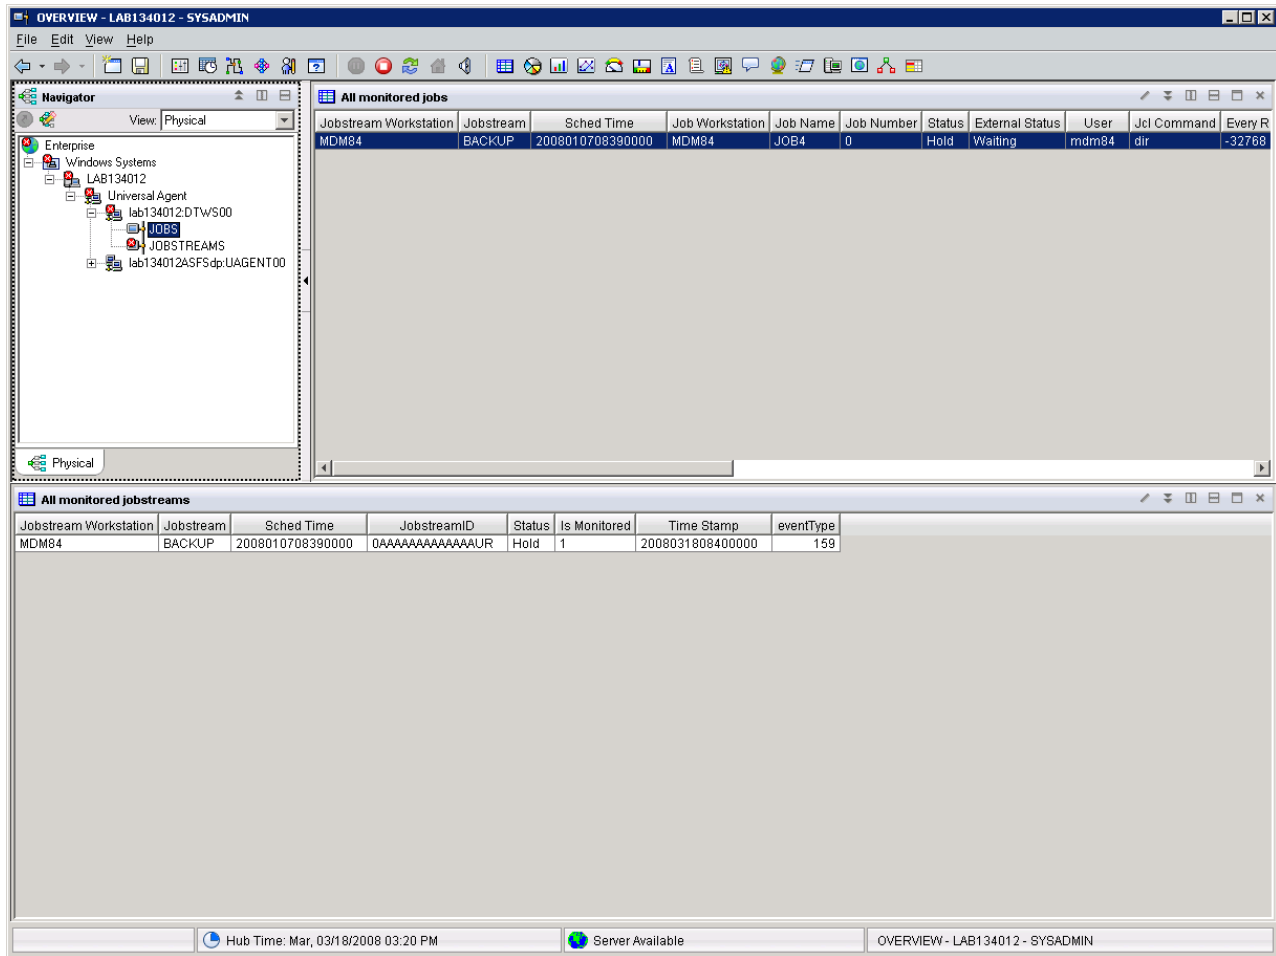 OVERVIEW - LAB134012 - SYSADMIN
File Edit View Help
Navigator
View: Physical
Enterprise
Windows Systems
LAB134012
Universal Agent
lab134012:DTWS00
JOBS
JOBSTREAMS
lab134012ASFSdp:UAGENT00
Physical
All monitored jobs
Jobstream Workstation Jobstream Sched Time Job Workstation Job Name Job Number Status External Status User Jcl Command Every R
MDM84 BACKUP 2008010708390000 MDM84 JOB4 0 Hold Waiting mdm84 dir -32768
All monitored jobstreams
Jobstream Workstation Jobstream Sched Time JobstreamID Status Is Monitored Time Stamp eventType
MDM84 BACKUP 2008010708390000 0AAAAAAAAAAAAAUR Hold 1 2008031808400000 159
Hub Time: Mar, 03/18/2008 03:20 PM Server Available OVERVIEW - LAB134012 - SYSADMIN